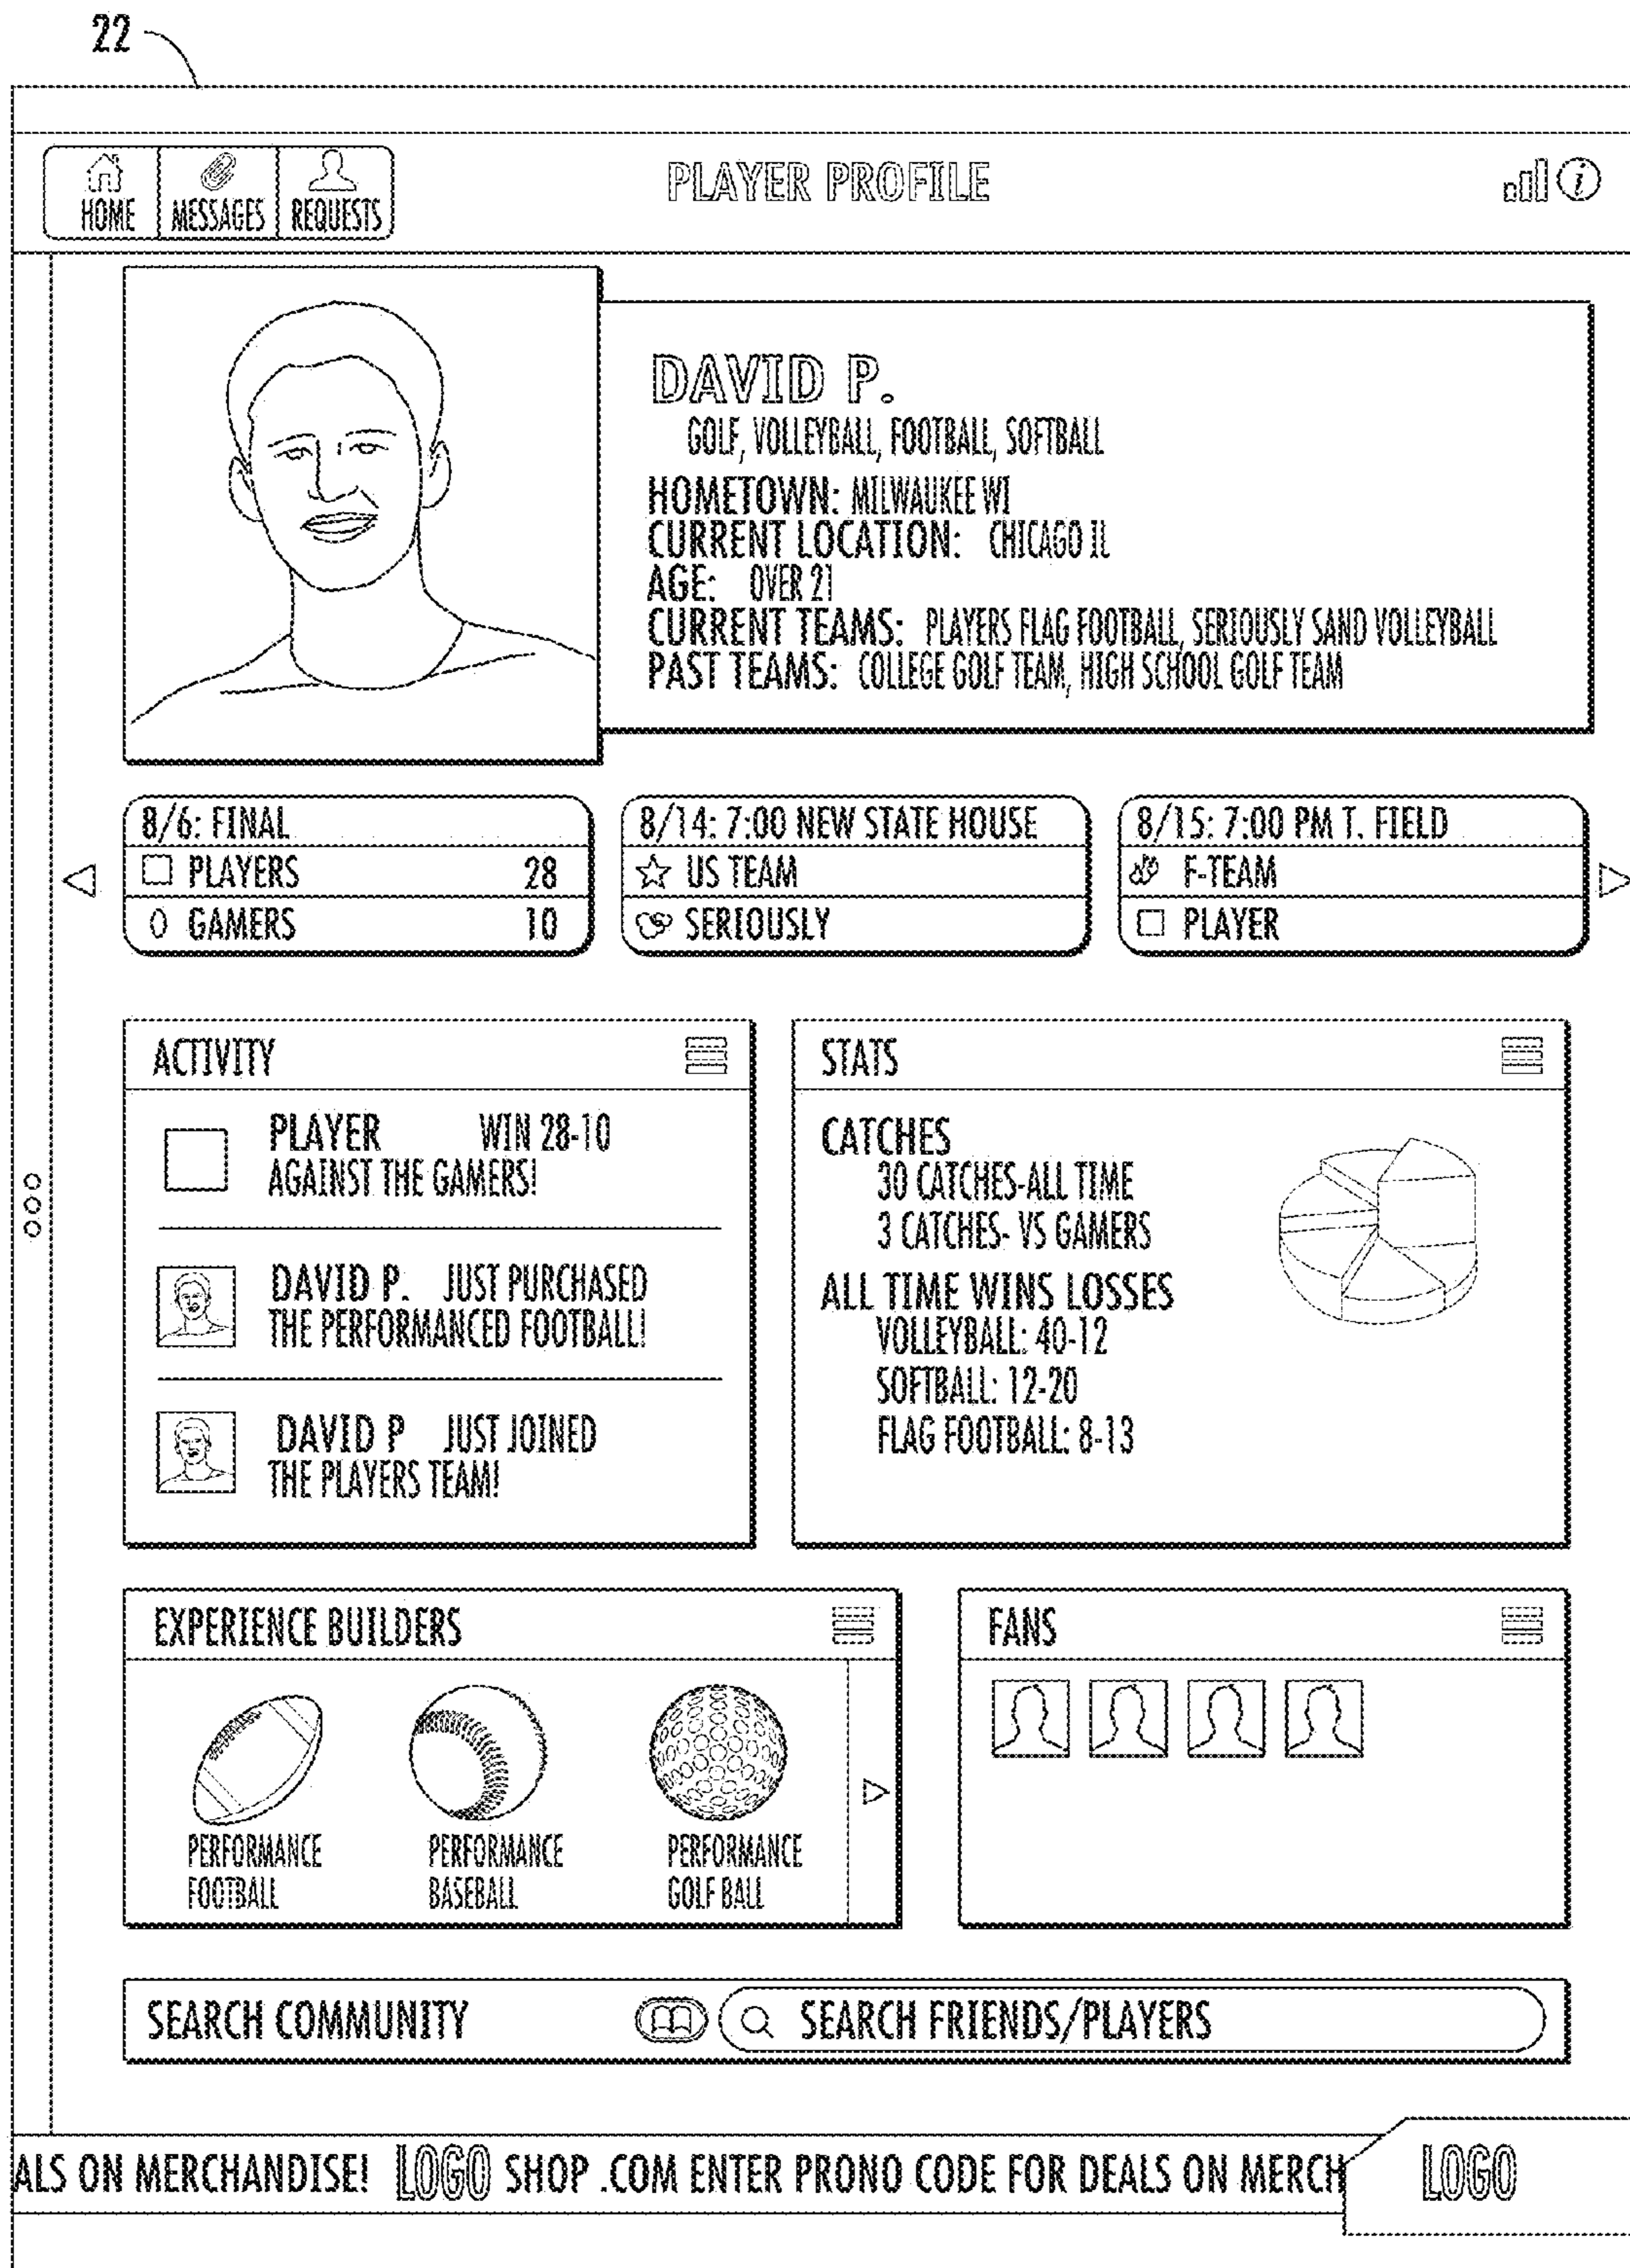 22
HOME MESSAGES REQUESTS
PLAYER PROFILE
i
DAVID P.
GOLF, VOLLEYBALL, FOOTBALL, SOFTBALL
HOMETOWN: MILWAUKEE WI
CURRENT LOCATION: CHICAGO IL
AGE: OVER 21
CURRENT TEAMS: PLAYERS FLAG FOOTBALL, SERIOUSLY SAND VOLLEYBALL
PAST TEAMS: COLLEGE GOLF TEAM, HIGH SCHOOL GOLF TEAM
8/6: FINAL
PLAYERS 28
GAMERS 10
8/14: 7:00 NEW STATE HOUSE
US TEAM
SERIOUSLY
8/15: 7:00 PM T. FIELD
F-TEAM
PLAYER
ACTIVITY
PLAYER WIN 28-10
AGAINST THE GAMERS!
DAVID P. JUST PURCHASED
THE PERFORMANCED FOOTBALL!
DAVID P JUST JOINED
THE PLAYERS TEAM!
STATS
CATCHES
30 CATCHES-ALL TIME
3 CATCHES- VS GAMERS
ALL TIME WINS LOSSES
VOLLEYBALL: 40-12
SOFTBALL: 12-20
FLAG FOOTBALL: 8-13
EXPERIENCE BUILDERS
PERFORMANCE
FOOTBALL
PERFORMANCE
BASEBALL
PERFORMANCE
GOLF BALL
FANS
SEARCH COMMUNITY
SEARCH FRIENDS/PLAYERS
ALS ON MERCHANDISE! LOGO SHOP .COM ENTER PRONO CODE FOR DEALS ON MERCH
LOGO